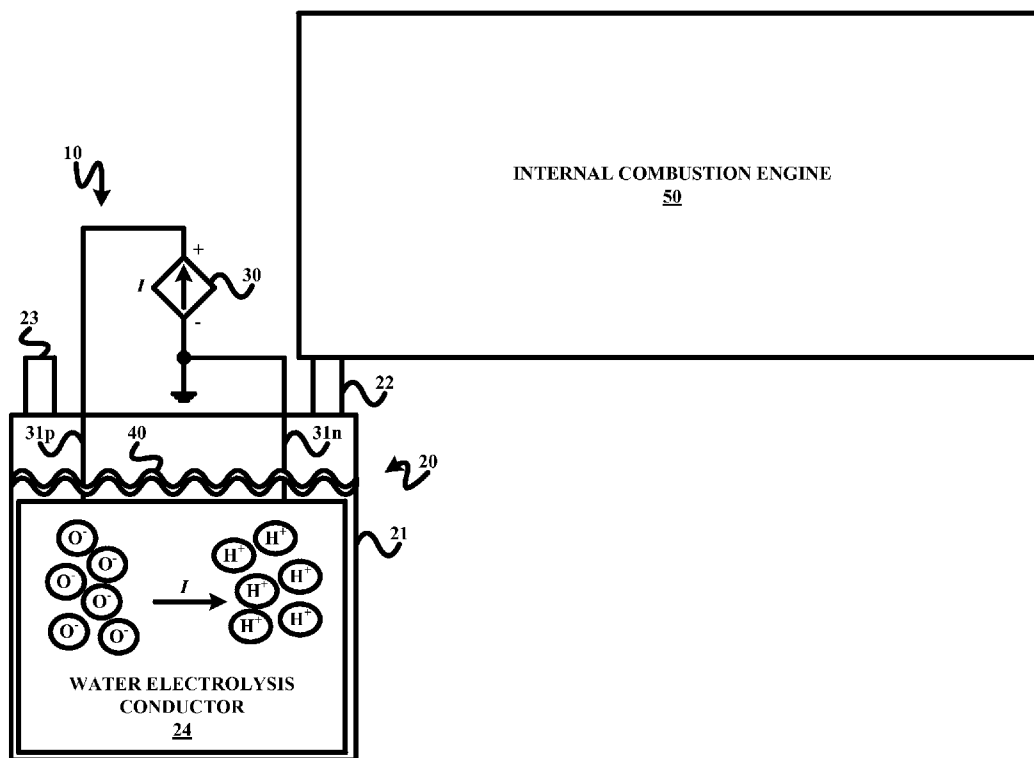 INTERNAL COMBUSTION ENGINE
50
10
+
I
30
-
23
22
31p
40
31n
20
21
O⁻
O⁻
O⁻
O⁻
O⁻
O⁻
I
H⁺
H⁺
H⁺
H⁺
H⁺
H⁺
WATER ELECTROLYSIS
CONDUCTOR
24